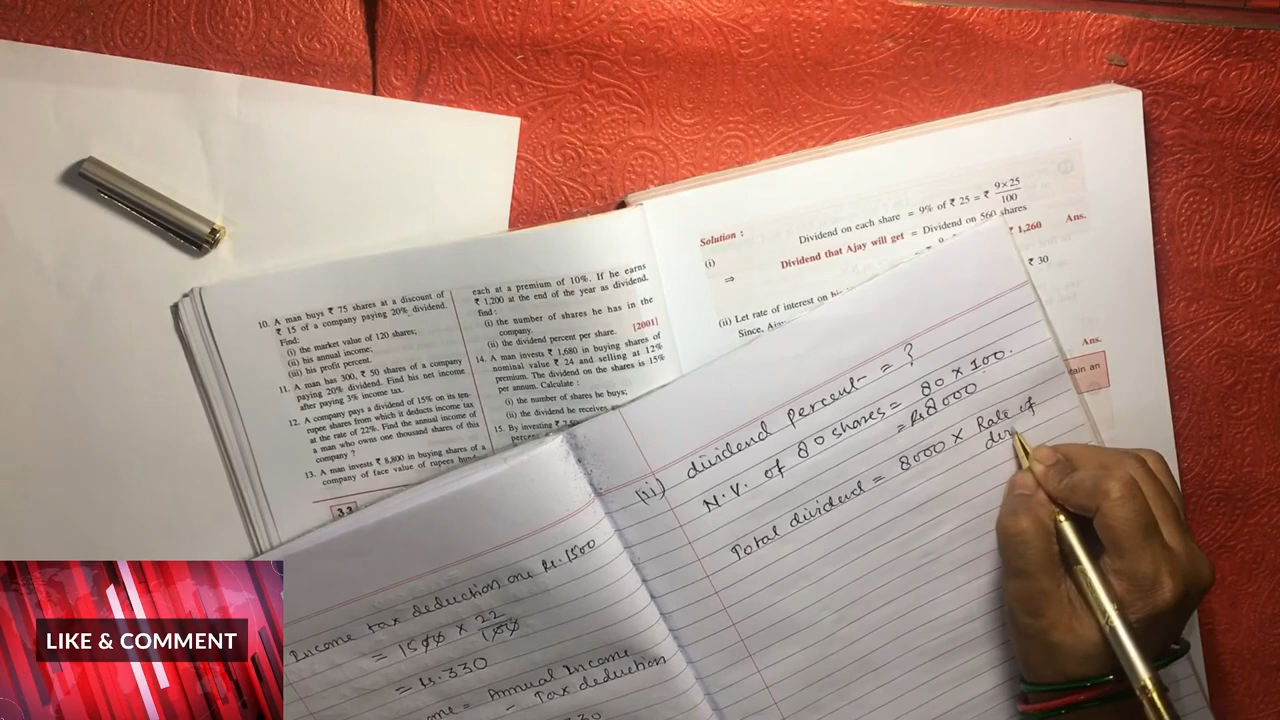 10. A man buys ₹ 75 shares at a discount of
₹ 15 of a company paying 20% dividend.
Find:
(i) the market value of 120 shares;
(ii) his annual income;
(iii) his profit percent.
11. A man has 300, ₹ 50 shares of a company
paying 20% dividend. Find his net income
after paying 3% income tax.
12. A company pays a dividend of 15% on its ten-
rupee shares from which it deducts income tax
at the rate of 22%. Find the annual income of
a man who owns one thousand shares of this
company ?
13. A man invests ₹ 8,800 in buying shares of a
company of face value of rupees
each at a premium of 10%. If he earns
₹ 1,200 at the end of the year as dividend,
find :
(i) the number of shares he has in the
company.
(ii) the dividend percent per share. [2001]
14. A man invests ₹ 1,680 in buying shares of
nominal value ₹ 24 and selling at 12%
premium. The dividend on the shares is 15%
per annum. Calculate :
(i) the number of shares he buys;
(ii) the dividend he receives
15. By investing ₹
33
Solution :
Dividend on each share = 9% of ₹ 25 = ₹ 9×25
100
(i) Dividend that Ajay will get = Dividend on 560 shares
⇒ ₹ 1,260 Ans.
₹ 30
(ii) Let rate of interest on
Since,
Ans.
tain an
Income tax deduction on Rs. 1500
= 1500 × 22
100
= Rs. 330
= Annual Income
- Tax deduction
(ii) dividend percent = ?
N.V. of 80 shares = 80 × 100.
= Rs 8000
Total dividend = 8000 × Rate of
LIKE & COMMENT